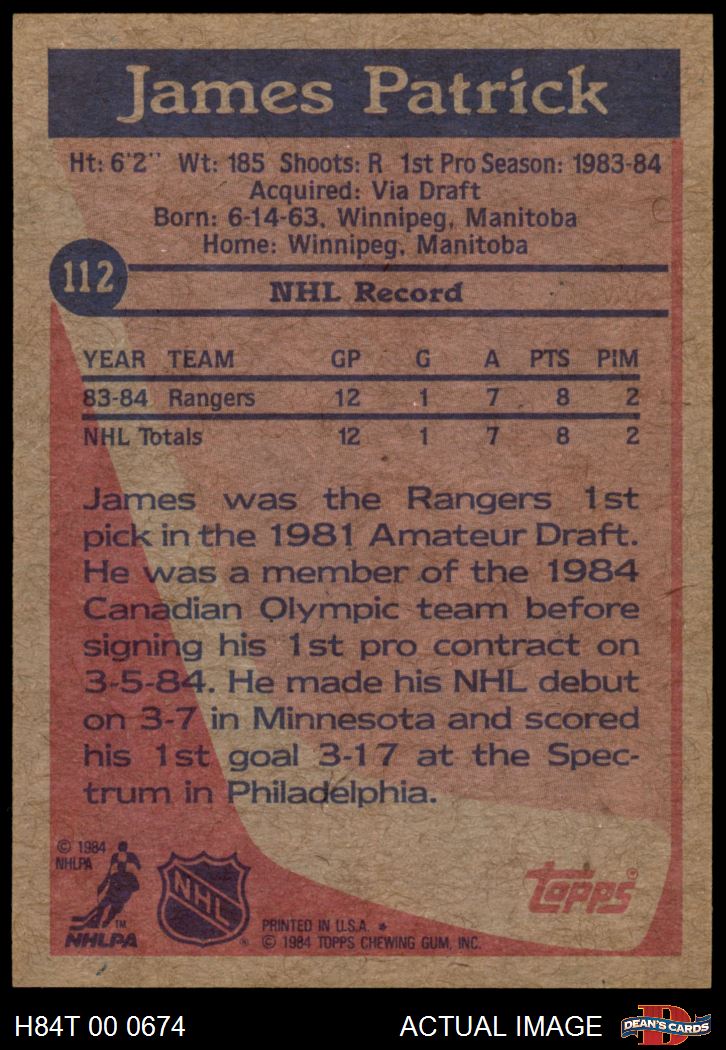 James Patrick
Ht: 6'2" Wt: 185 Shoots: R 1st Pro Season: 1983-84
Acquired: Via Draft
Born: 6-14-63, Winnipeg, Manitoba
Home: Winnipeg, Manitoba
112
NHL Record
YEAR TEAM GP G A PTS PIM
83-84 Rangers 12 1 7 8 2
NHL Totals 12 1 7 8 2
James was the Rangers 1st
pick in the 1981 Amateur Draft.
He was a member of the 1984
Canadian Olympic team before
signing his 1st pro contract on
3-5-84. He made his NHL debut
on 3-7 in Minnesota and scored
his 1st goal 3-17 at the Spec-
trum in Philadelphia.
© 1984
NHLPA
TM
NHLPA
NHL
®
topps®
PRINTED IN U.S.A. *
© 1984 TOPPS CHEWING GUM, INC.
H84T 00 0674
ACTUAL IMAGE
D
DEAN'S CARDS